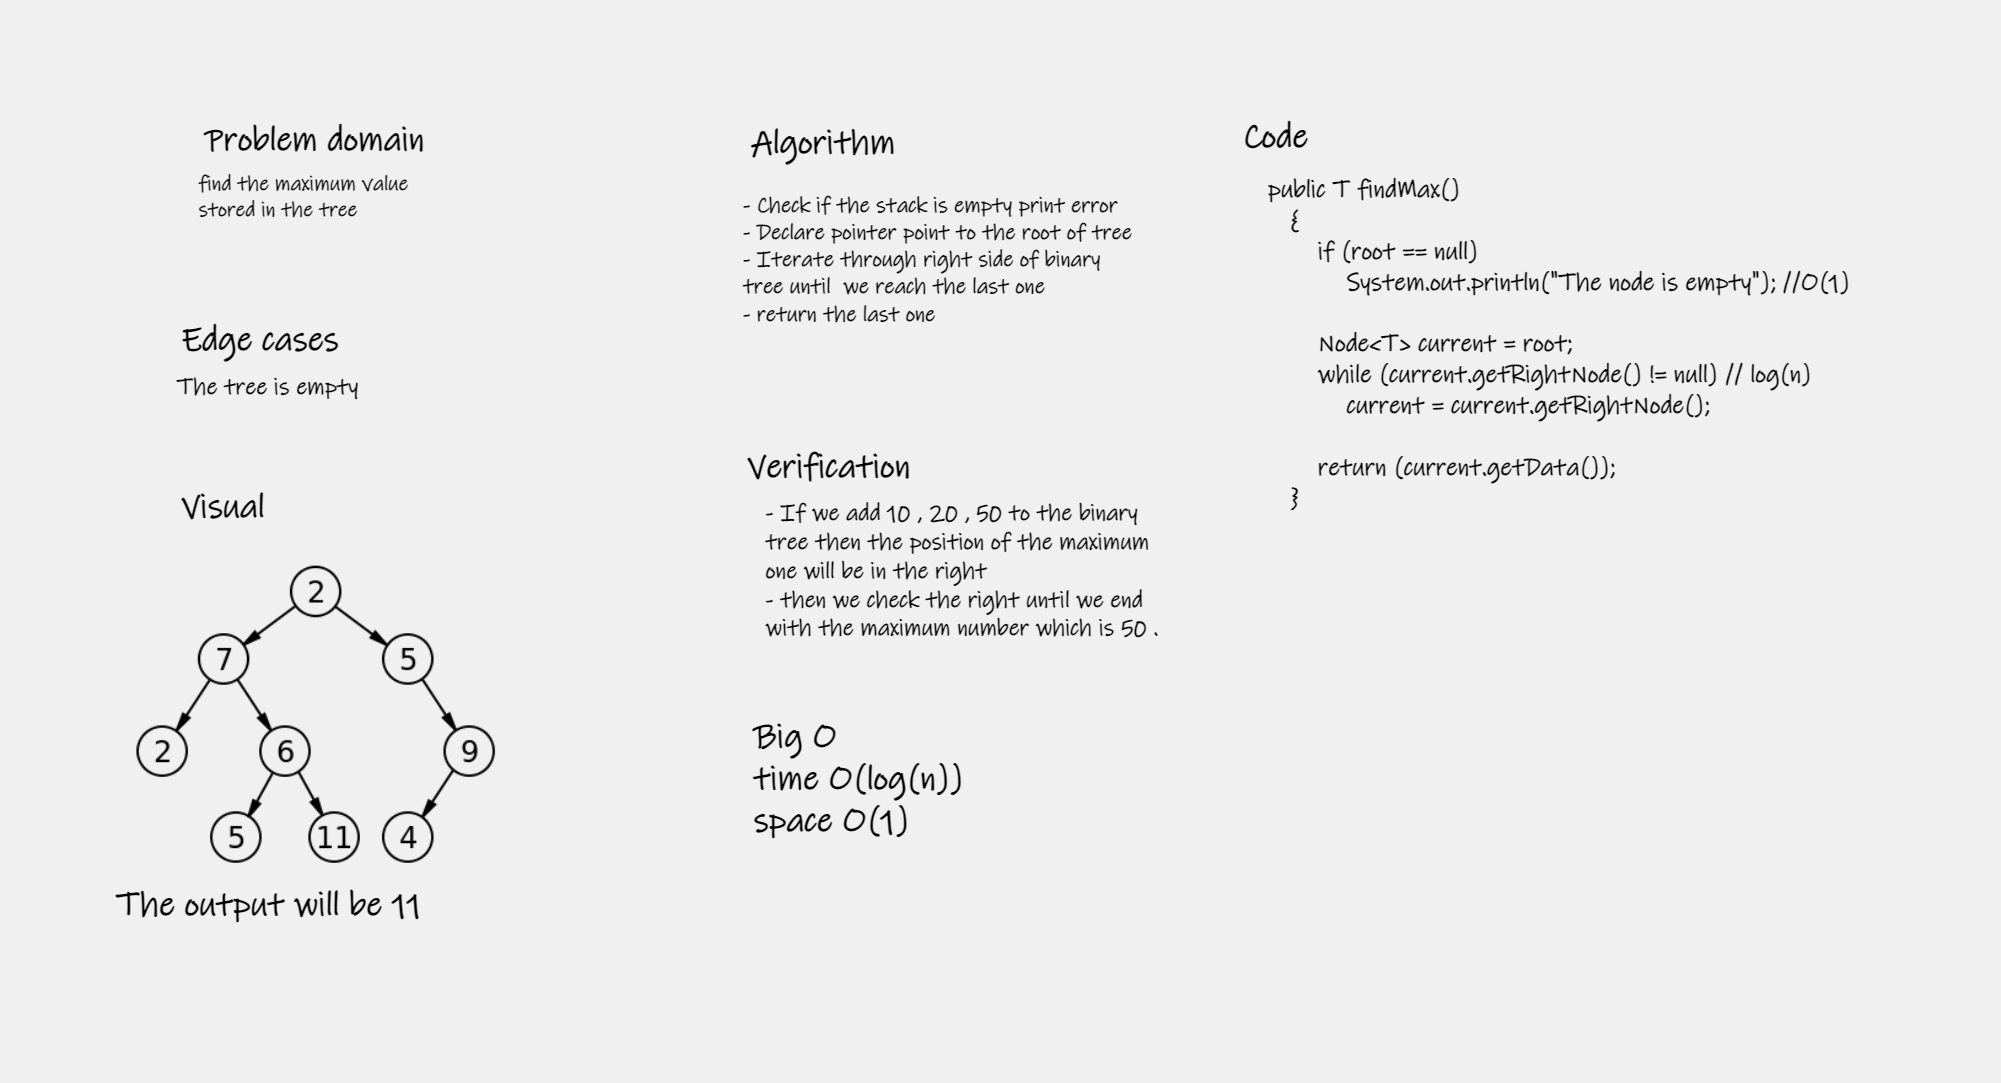 Problem domain
find the maximum value
stored in the tree
Edge cases
The tree is empty
Visual
2
7
5
2
6
9
5
11
4
The output will be 11
Algorithm
- Check if the stack is empty print error
- Declare pointer point to the root of tree
- Iterate through right side of binary
tree until  we reach the last one
- return the last one
Verification
- If we add 10 , 20 , 50 to the binary
tree then the position of the maximum
one will be in the right
- then we check the right until we end
with the maximum number which is 50 .
Big O
time O(log(n))
space O(1)
Code
public T findMax()
{
if (root == null)
System.out.println("The node is empty"); //O(1)
Node<T> current = root;
while (current.getRightNode() != null) // log(n)
current = current.getRightNode();
return (current.getData());
}